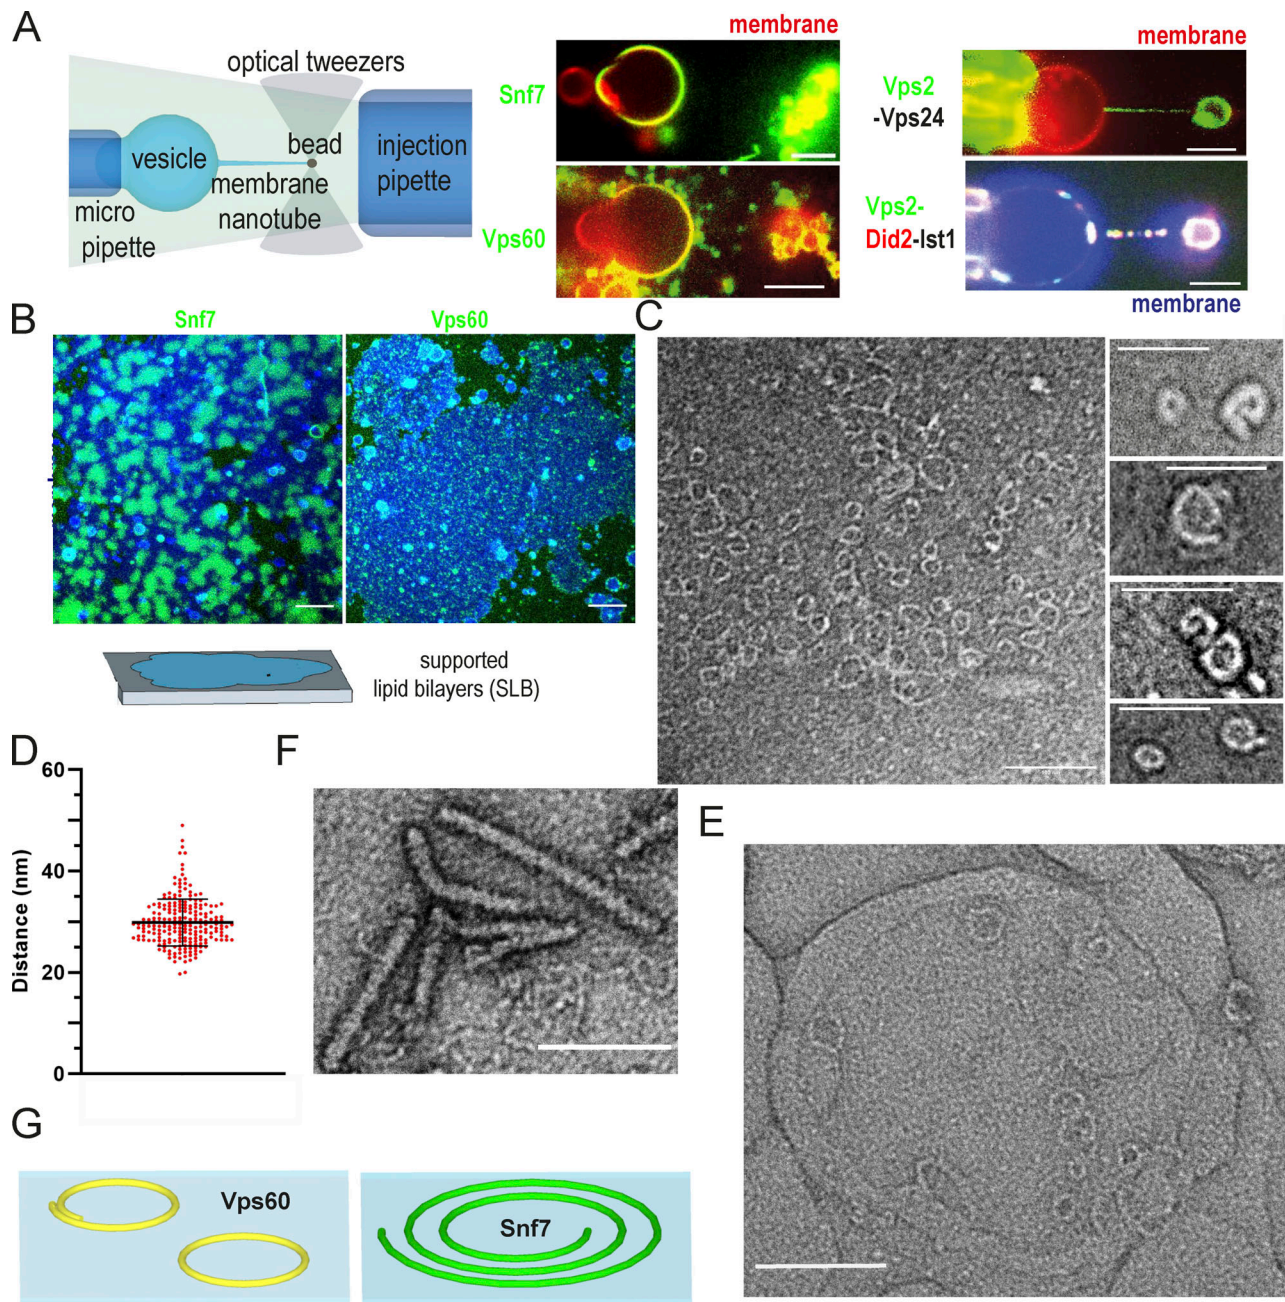 A
optical tweezers
vesicle
bead
membrane
nanotube
micro
pipette
injection
pipette
membrane
Snf7
Vps60
membrane
Vps2
-Vps24
Vps2-
Did2-Ist1
membrane
B
Snf7
Vps60
supported
lipid bilayers (SLB)
C
D
60
40
20
0
Distance (nm)
F
E
G
Vps60
Snf7